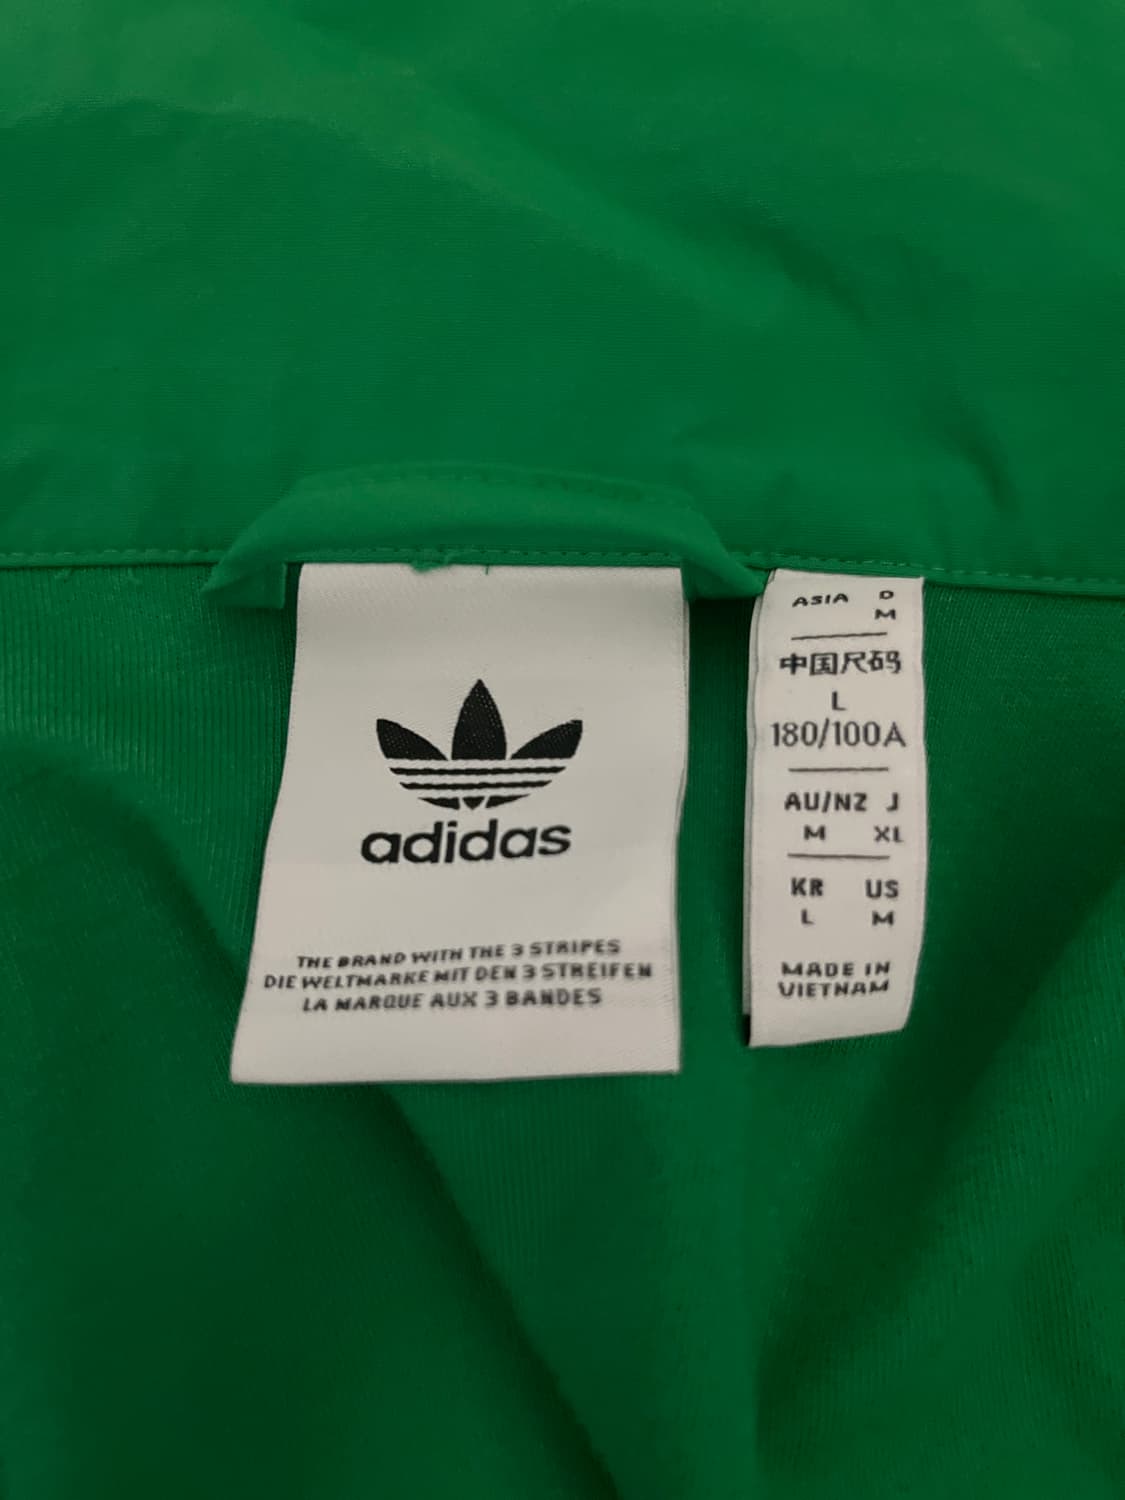 adidas
THE BRAND WITH THE 3 STRIPES
DIE WELTMARKE MIT DEN 3 STREIFEN
LA MARQUE AUX 3 BANDES
ASIA D
M
中国尺码
L
180/100A
AU/NZ J
M XL
KR US
L M
MADE IN
VIETNAM